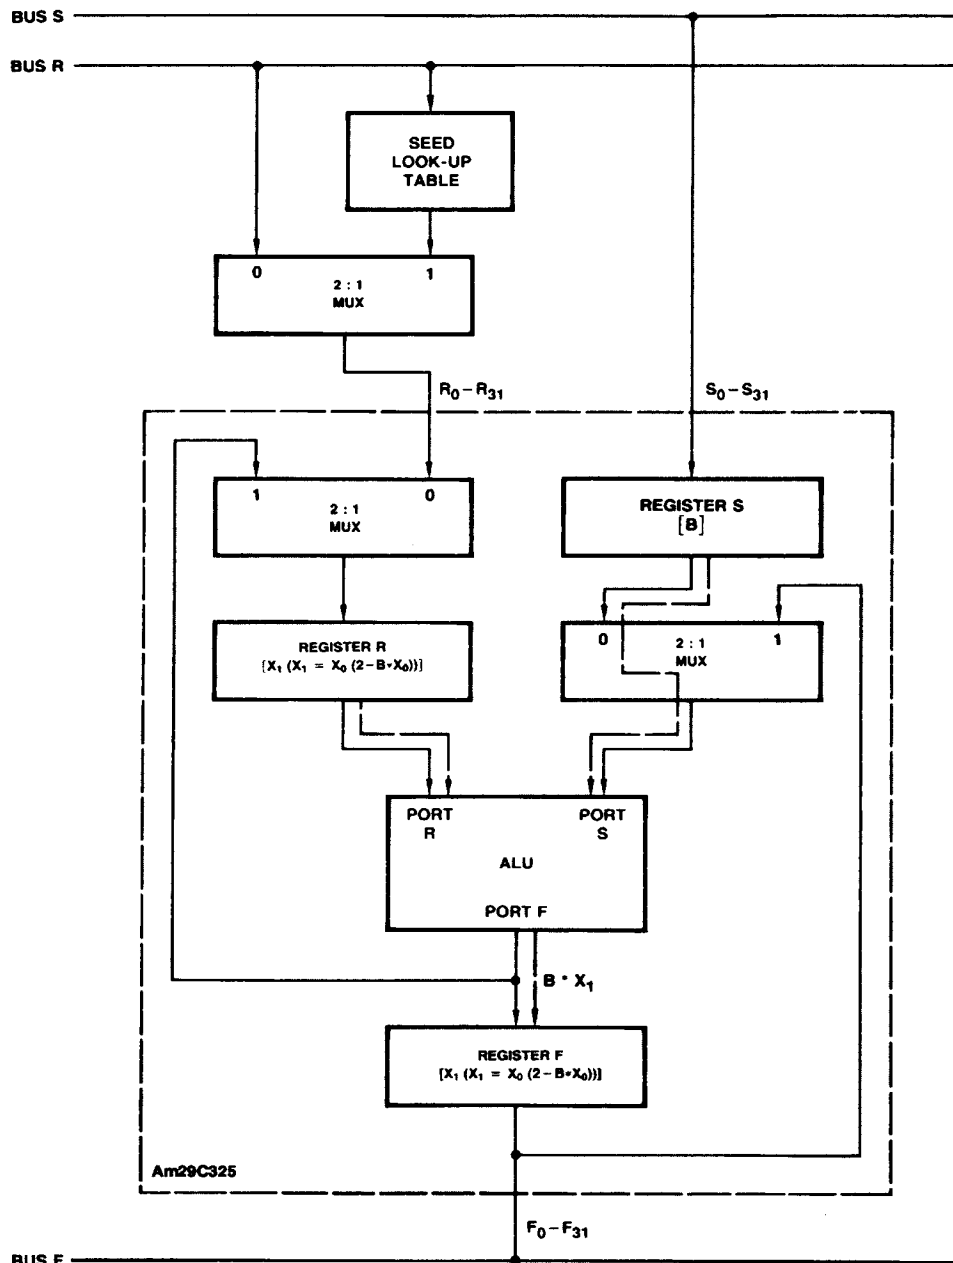 BUS S
BUS R
SEED
LOOK-UP
TABLE
0 1
2 : 1
MUX
R0–R31
S0–S31
1 0
2 : 1
MUX
REGISTER S
[B]
REGISTER R
[X1 (X1 = X0 (2–B•X0))]
0 1
2 : 1
MUX
PORT
R
PORT
S
ALU
PORT F
B * X1
REGISTER F
[X1 (X1 = X0 (2–B•X0))]
Am29C325
F0–F31
BUS F